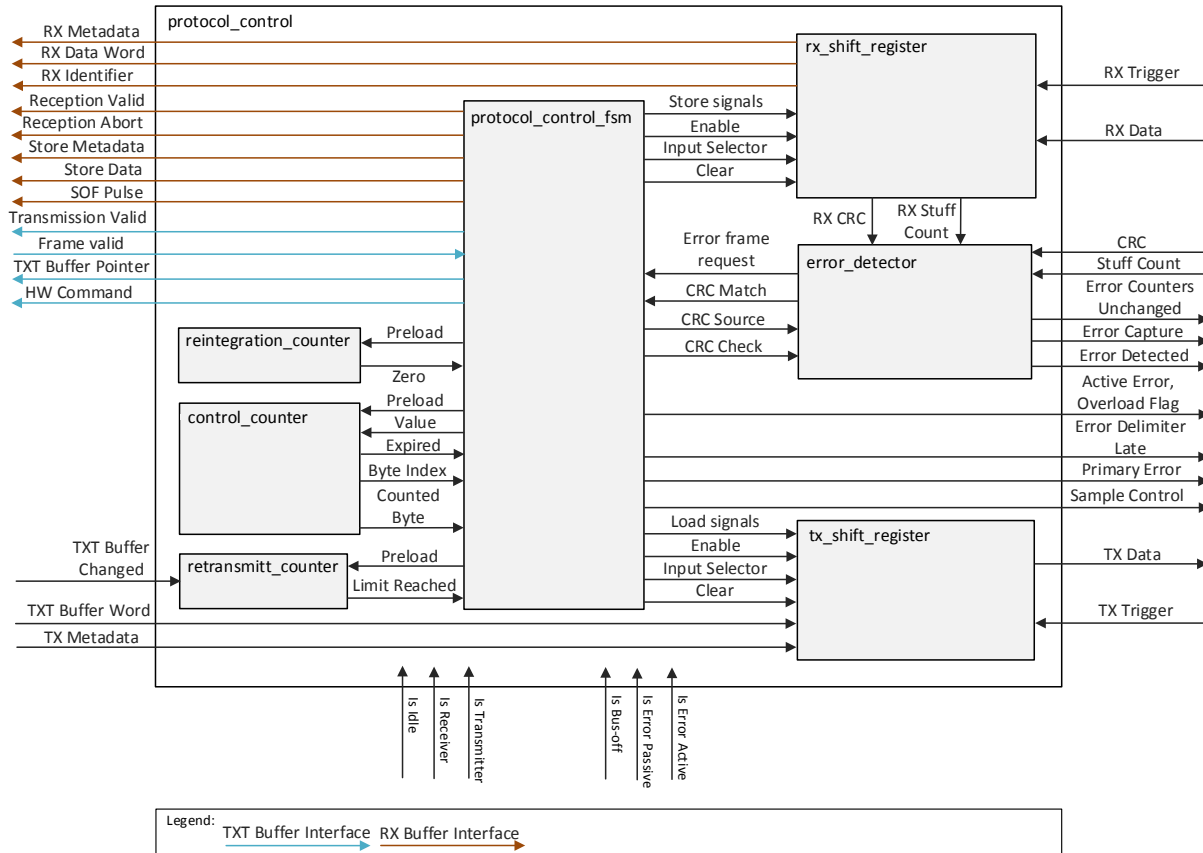 protocol_control
RX Metadata
RX Data Word
RX Identifier
Reception Valid
Reception Abort
Store Metadata
Store Data
SOF Pulse
Transmission Valid
Frame valid
TXT Buffer Pointer
HW Command
protocol_control_fsm
rx_shift_register
Store signals
Enable
Input Selector
Clear
RX Trigger
RX Data
RX CRC
RX Stuff
Count
Error frame
request
CRC Match
CRC Source
CRC Check
error_detector
CRC
Stuff Count
Error Counters
Unchanged
Error Capture
Error Detected
Active Error,
Overload Flag
Error Delimiter
Late
Primary Error
Sample Control
reintegration_counter
Preload
Zero
control_counter
Preload
Value
Expired
Byte Index
Counted
Byte
TXT Buffer
Changed
retransmitt_counter
Preload
Limit Reached
TXT Buffer Word
TX Metadata
Load signals
Enable
Input Selector
Clear
tx_shift_register
TX Data
TX Trigger
Is Idle
Is Receiver
Is Transmitter
Is Bus-off
Is Error Passive
Is Error Active
Legend:
TXT Buffer Interface
RX Buffer Interface